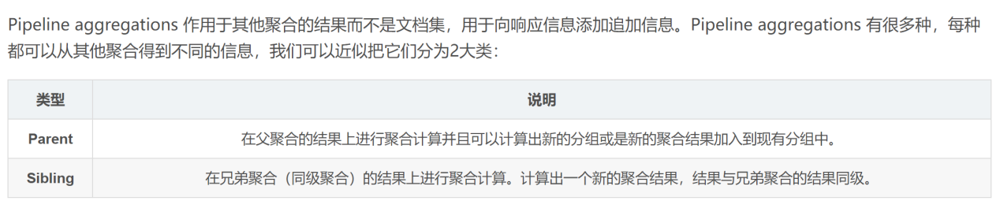 Pipeline aggregations 作用于其他聚合的结果而不是文档集，用于向响应信息添加追加信息。Pipeline aggregations 有很多种，每种
都可以从其他聚合得到不同的信息，我们可以近似把它们分为2大类：
类型 说明
Parent 在父聚合的结果上进行聚合计算并且可以计算出新的分组或是新的聚合结果加入到现有分组中。
Sibling 在兄弟聚合（同级聚合）的结果上进行聚合计算。计算出一个新的聚合结果，结果与兄弟聚合的结果同级。